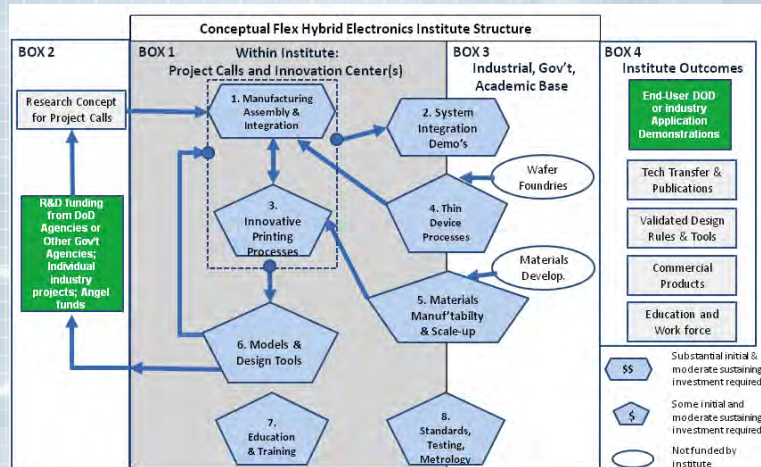 Conceptual Flex Hybrid Electronics Institute Structure
BOX 2
Research Concept
for Project Calls
R&D funding
from DoD
Agencies or
Other Gov't
Agencies;
Individual
industry
projects; Angel
funds
BOX 1
Within Institute:
Project Calls and Innovation Center(s)
1. Manufacturing
Assembly &
Integration
3.
Innovative
Printing
Processes
6. Models &
Design Tools
7.
Education
& Training
BOX 3
Industrial, Gov't,
Academic Base
2. System
Integration
Demo's
Wafer
Foundries
4. Thin
Device
Processes
Materials
Develop.
5. Materials
Manuf'tability
& Scale-up
8.
Standards,
Testing,
Metrology
BOX 4
Institute Outcomes
End-User DOD
or industry
Application
Demonstrations
Tech Transfer &
Publications
Validated Design
Rules & Tools
Commercial
Products
Education and
Work force
$$
Substantial initial &
moderate sustaining
investment required
$
Some initial and
moderate sustaining
investment required
Not funded by
institute